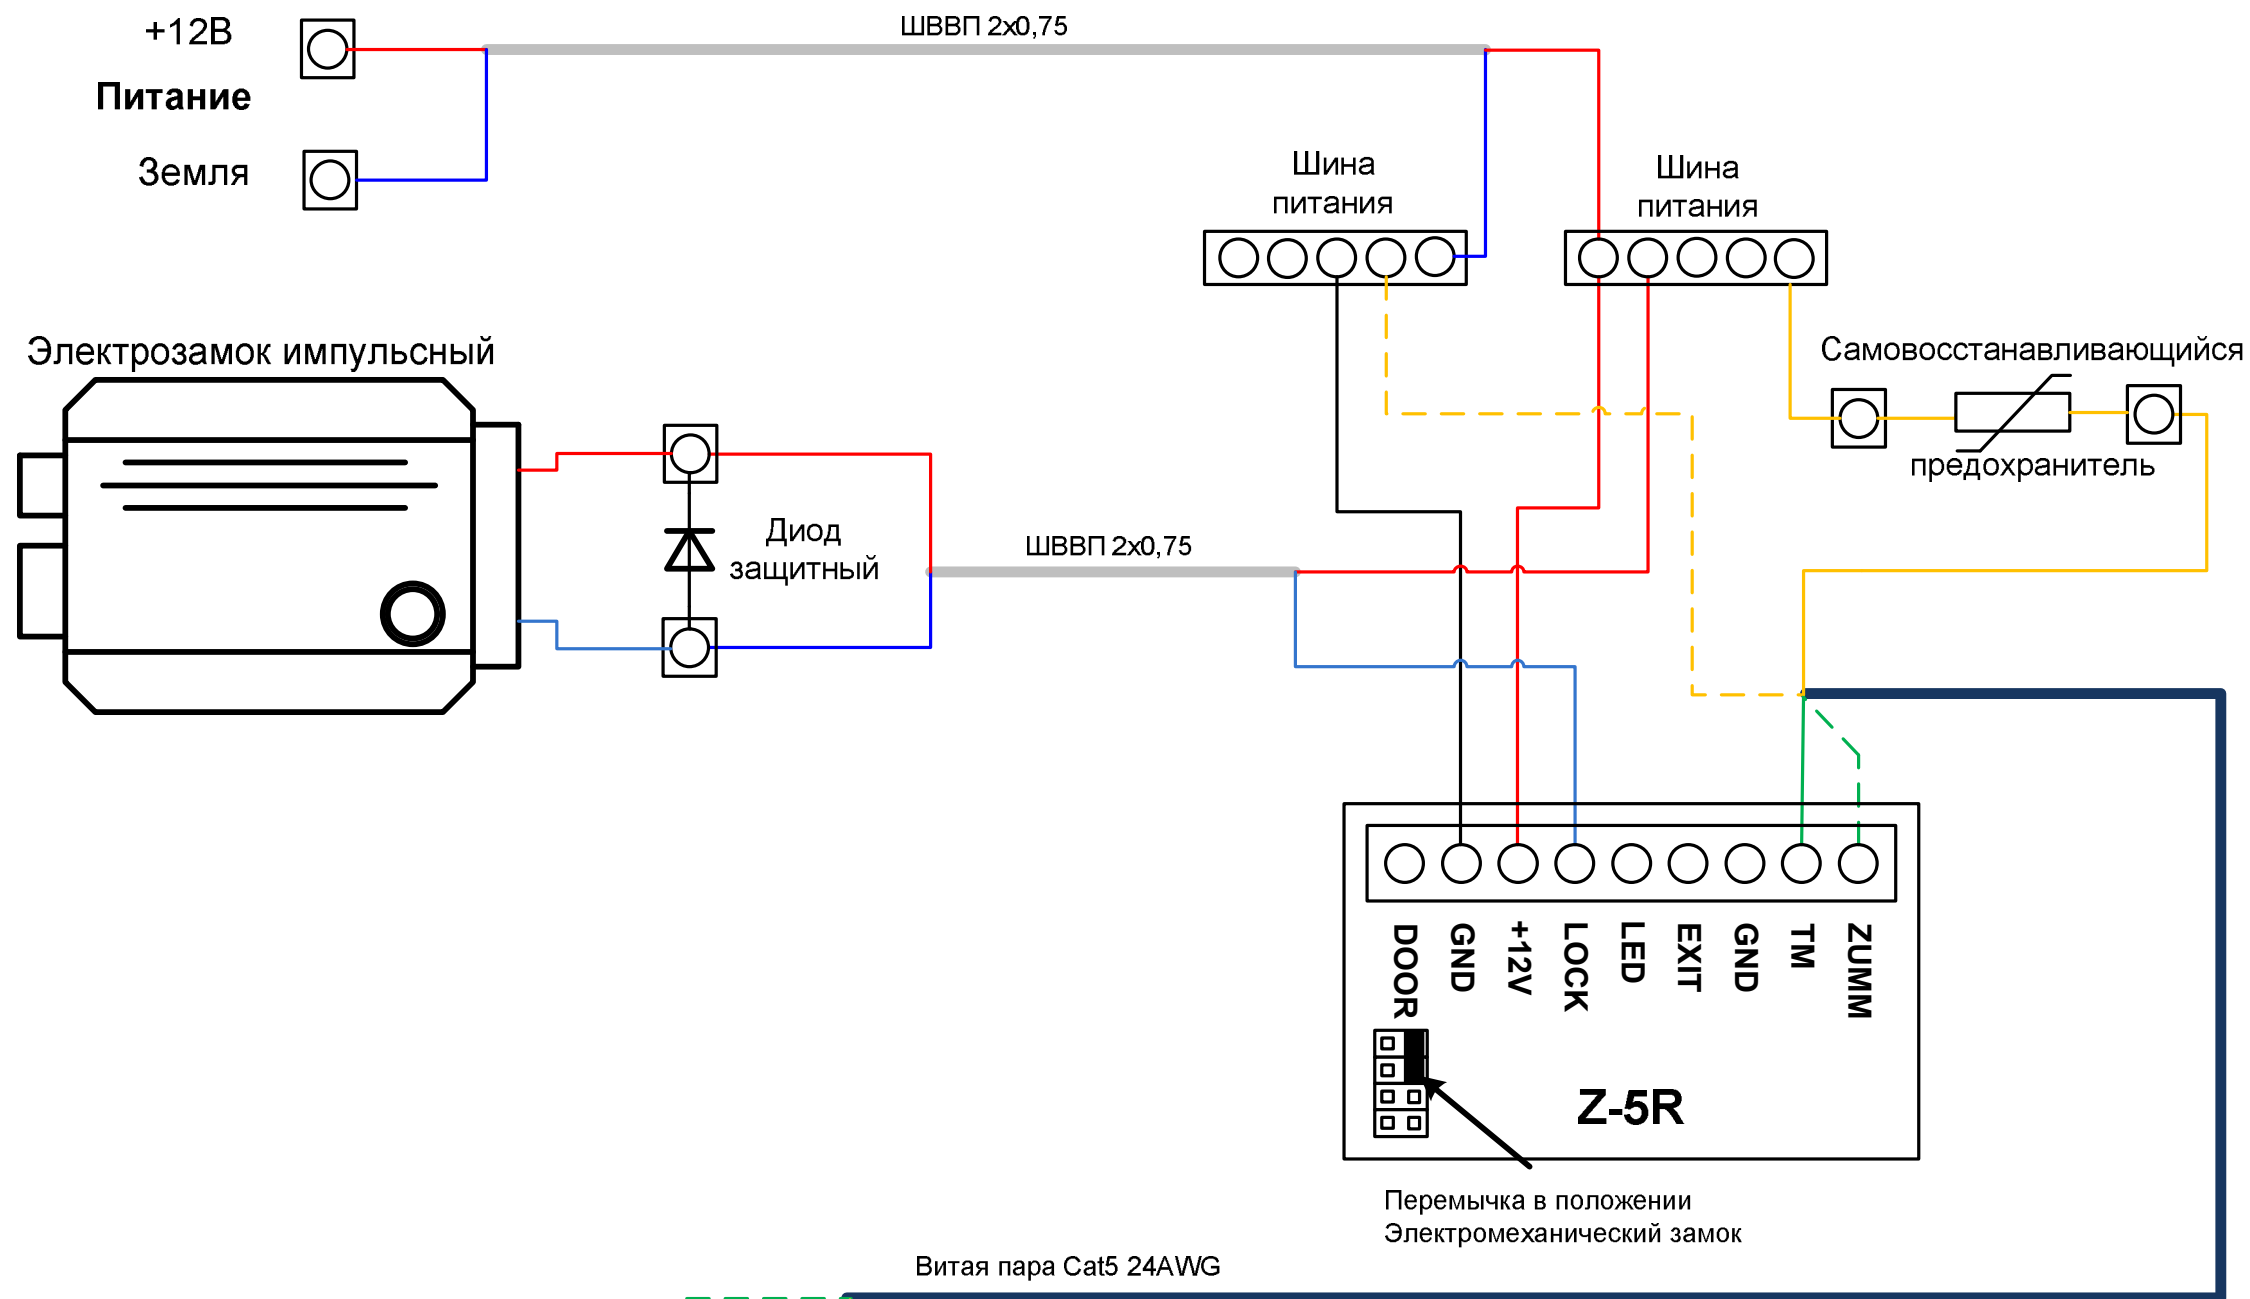 +12В
ШВВП 2х0,75
Питание
Земля
Шина
питания
Шина
питания
Электрозамок импульсный
Самовосстанавливающийся
предохранитель
Диод
защитный
ШВВП 2х0,75
DOOR
GND
+12V
LOCK
LED
EXIT
GND
TM
ZUMM
Z-5R
Перемычка в положении
Электромеханический замок
Витая пара Cat5 24AWG